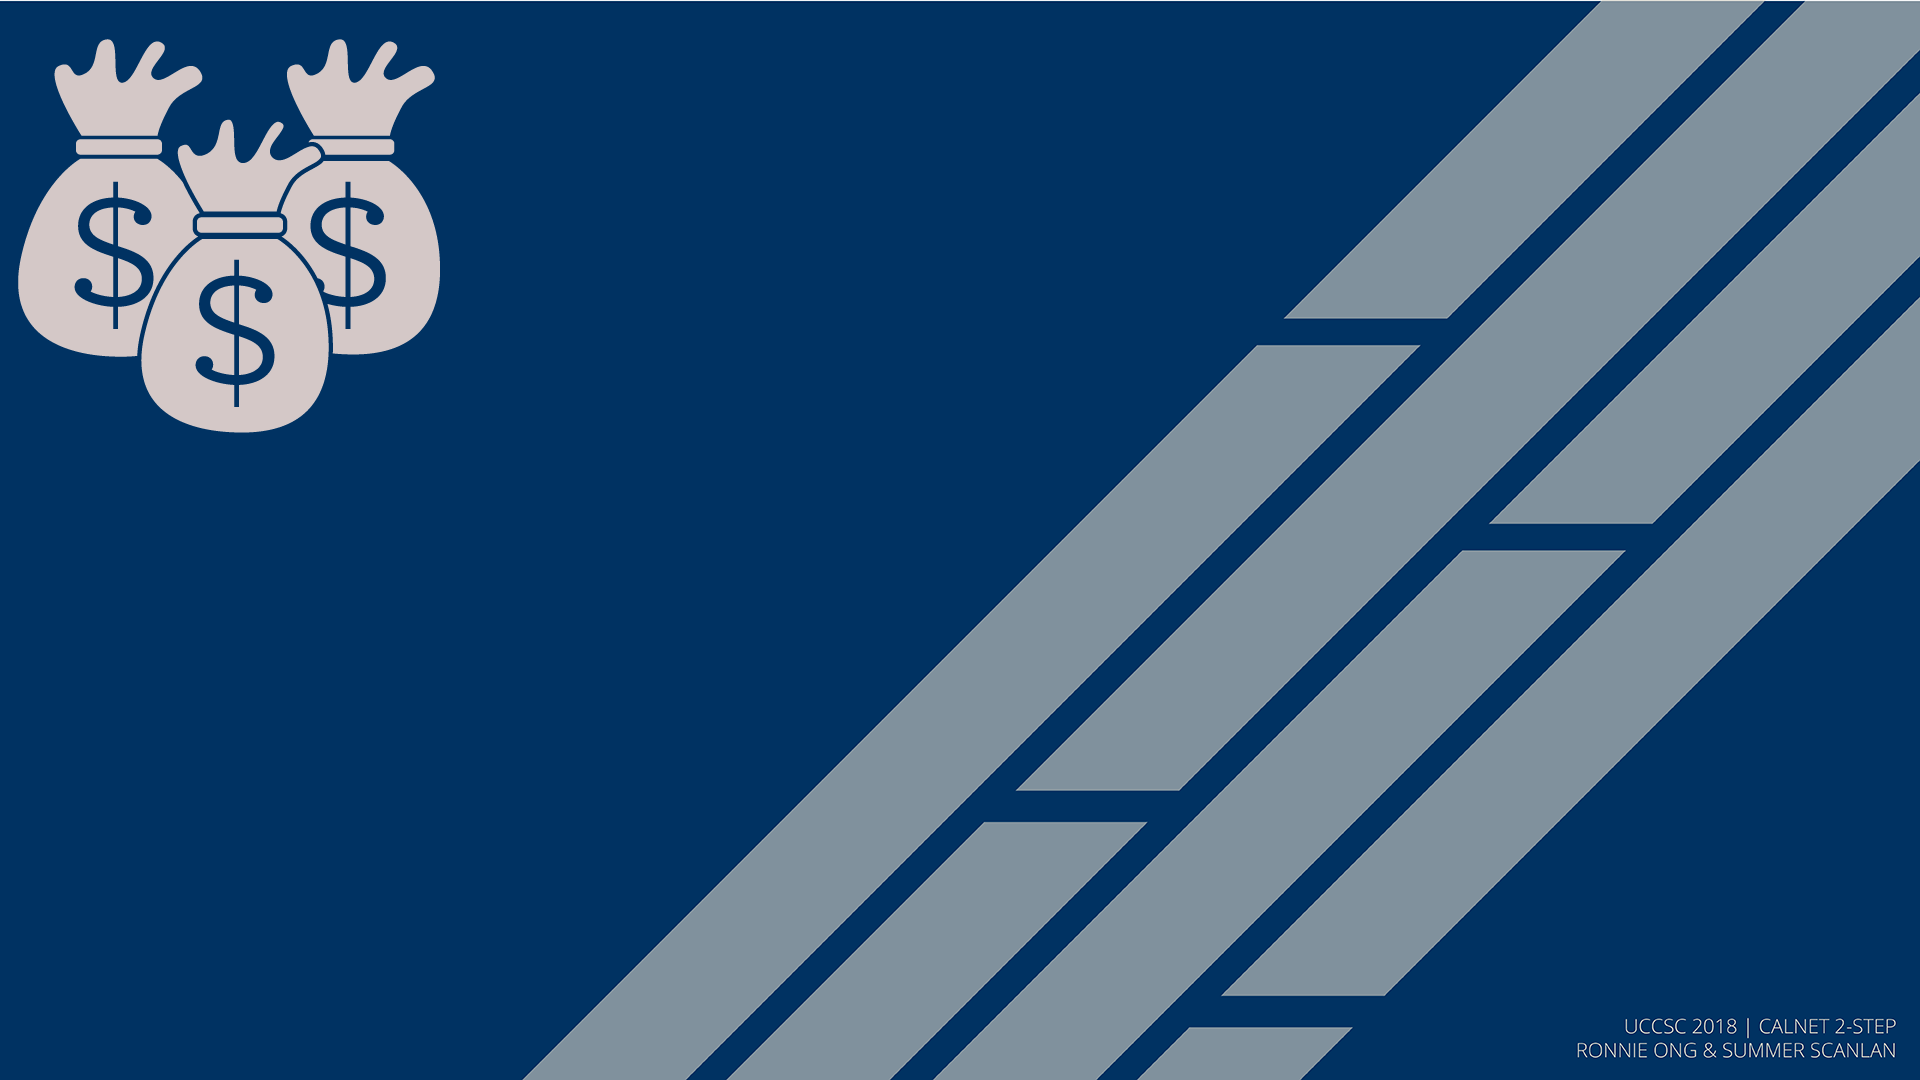 $ $
$
UCCSC 2018 | CALNET 2-STEP
RONNIE ONG & SUMMER SCANLAN